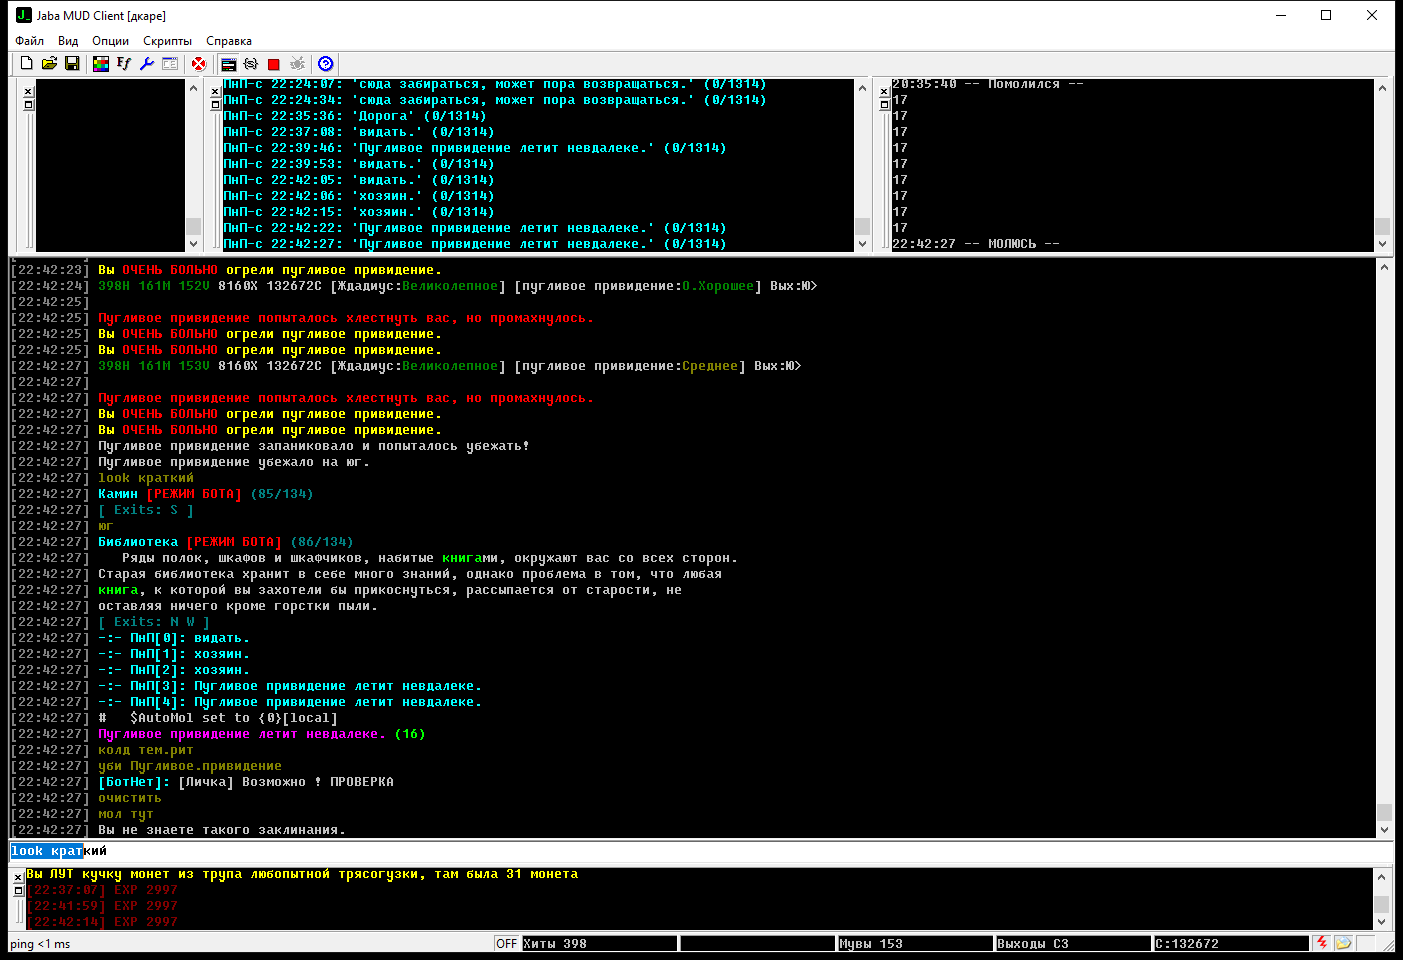 Jaba MUD Client [дкаре]
Файл Вид Опции Скрипты Справка
ПнП-с 22:24:07: 'сюда забираться, может пора возвращаться.' (0/1314)
ПнП-с 22:24:34: 'сюда забираться, может пора возвращаться.' (0/1314)
ПнП-с 22:35:36: 'Дорога' (0/1314)
ПнП-с 22:37:08: 'видать.' (0/1314)
ПнП-с 22:39:46: 'Пугливое привидение летит невдалеке.' (0/1314)
ПнП-с 22:39:53: 'видать.' (0/1314)
ПнП-с 22:42:05: 'видать.' (0/1314)
ПнП-с 22:42:06: 'хозяин.' (0/1314)
ПнП-с 22:42:15: 'хозяин.' (0/1314)
ПнП-с 22:42:22: 'Пугливое привидение летит невдалеке.' (0/1314)
ПнП-с 22:42:27: 'Пугливое привидение летит невдалеке.' (0/1314)
20:35:40 -- Помолился --
17
17
17
17
17
17
17
17
17
22:42:27 -- МОЛЮСЬ --
[22:42:23] Вы ОЧЕНЬ БОЛЬНО огрели пугливое привидение.
[22:42:24] 398H 161M 152V 8160X 132672C [Ждадиус:Великолепное] [пугливое привидение:О.Хорошее] Вых:Ю>
[22:42:25]
[22:42:25] Пугливое привидение попыталось хлестнуть вас, но промахнулось.
[22:42:25] Вы ОЧЕНЬ БОЛЬНО огрели пугливое привидение.
[22:42:25] Вы ОЧЕНЬ БОЛЬНО огрели пугливое привидение.
[22:42:27] 398H 161M 153V 8160X 132672C [Ждадиус:Великолепное] [пугливое привидение:Среднее] Вых:Ю>
[22:42:27]
[22:42:27] Пугливое привидение попыталось хлестнуть вас, но промахнулось.
[22:42:27] Вы ОЧЕНЬ БОЛЬНО огрели пугливое привидение.
[22:42:27] Вы ОЧЕНЬ БОЛЬНО огрели пугливое привидение.
[22:42:27] Пугливое привидение запаниковало и попыталось убежать!
[22:42:27] Пугливое привидение убежало на юг.
[22:42:27] look краткий
[22:42:27] Камин [РЕЖИМ БОТА] (85/134)
[22:42:27] [ Exits: S ]
[22:42:27] юг
[22:42:27] Библиотека [РЕЖИМ БОТА] (86/134)
[22:42:27] Ряды полок, шкафов и шкафчиков, набитые книгами, окружают вас со всех сторон.
[22:42:27] Старая библиотека хранит в себе много знаний, однако проблема в том, что любая
[22:42:27] книга, к которой вы захотели бы прикоснуться, рассыпается от старости, не
[22:42:27] оставляя ничего кроме горстки пыли.
[22:42:27] [ Exits: N W ]
[22:42:27] -:- ПнП[0]: видать.
[22:42:27] -:- ПнП[1]: хозяин.
[22:42:27] -:- ПнП[2]: хозяин.
[22:42:27] -:- ПнП[3]: Пугливое привидение летит невдалеке.
[22:42:27] -:- ПнП[4]: Пугливое привидение летит невдалеке.
[22:42:27] # $AutoMol set to {0}[local]
[22:42:27] Пугливое привидение летит невдалеке. (16)
[22:42:27] колд тем.рит
[22:42:27] уби Пугливое.привидение
[22:42:27] [БотНет]: [Личка] Возможно ! ПРОВЕРКА
[22:42:27] очистить
[22:42:27] мол тут
[22:42:27] Вы не знаете такого заклинания.
look краткий
Вы ЛУТ кучку монет из трупа любопытной трясогузки, там была 31 монета
[22:37:07] EXP 2997
[22:41:59] EXP 2997
[22:42:14] EXP 2997
ping <1 ms OFF Хиты 398 Мувы 153 Выходы СЗ С:132672